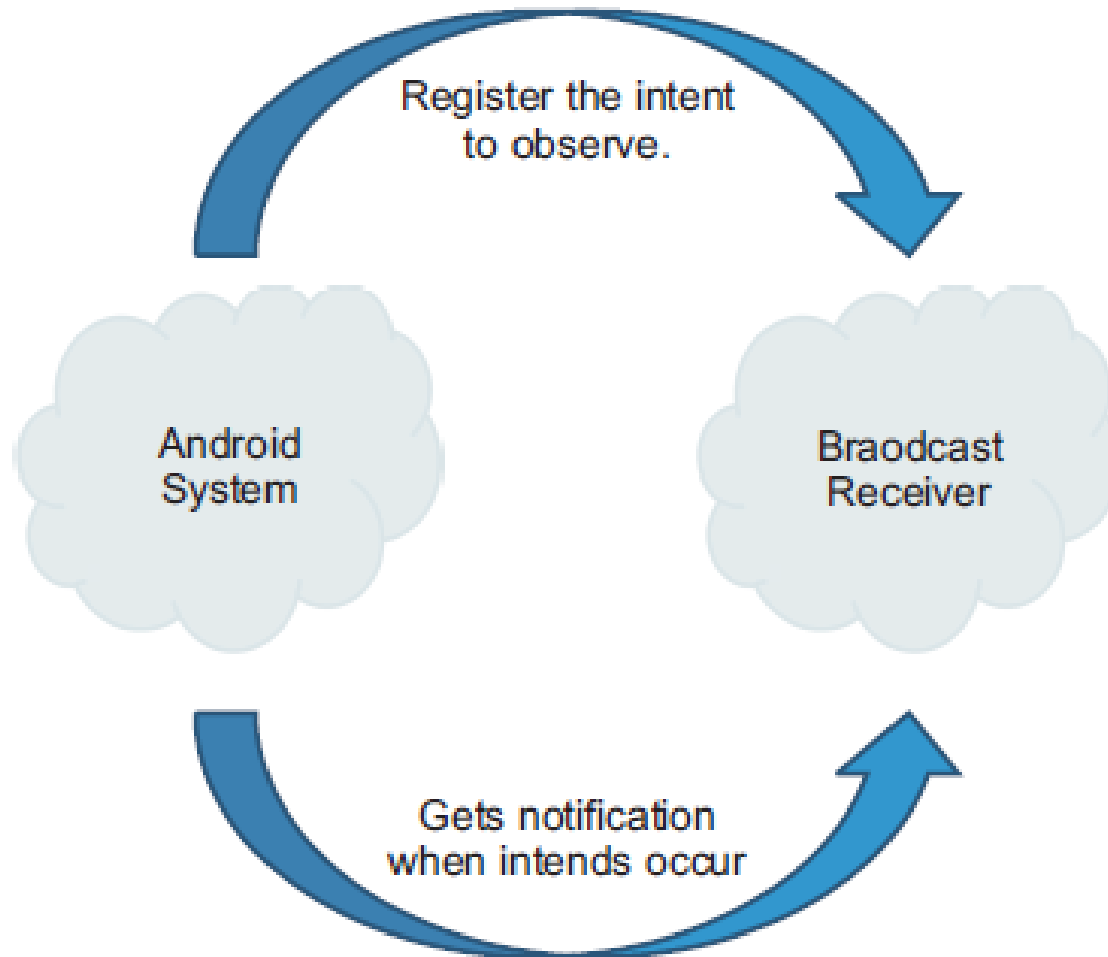 Register the intent
to observe.
Android
System
Braodcast
Receiver
Gets notification
when intends occur